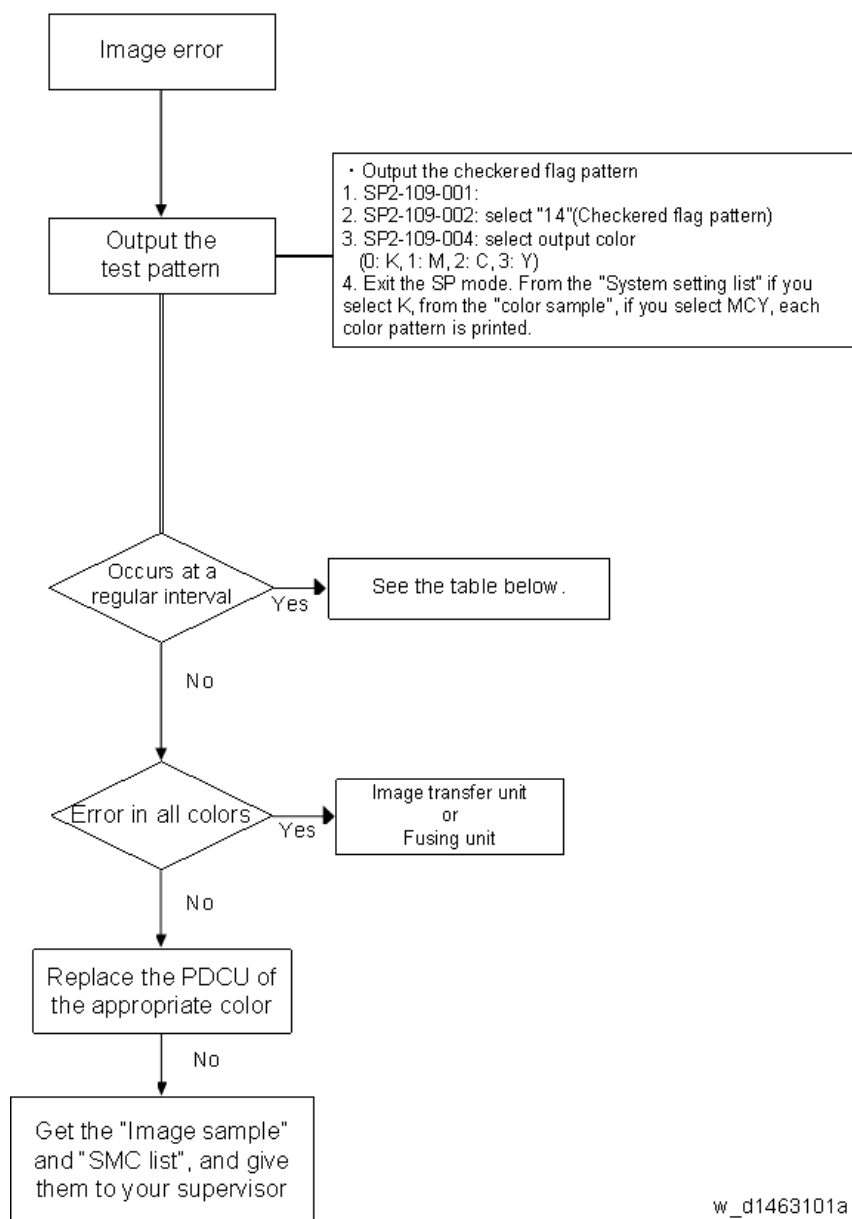 Image error
Output the
test pattern
・Output the checkered flag pattern
1. SP2-109-001:
2. SP2-109-002: select "14"(Checkered flag pattern)
3. SP2-109-004: select output color
(0: K, 1: M, 2: C, 3: Y)
4. Exit the SP mode. From the "System setting list" if you
select K, from the "color sample", if you select MCY, each
color pattern is printed.
Occurs at a
regular interval
Yes
See the table below.
No
Error in all colors
Yes
Image transfer unit
or
Fusing unit
No
Replace the PDCU of
the appropriate color
No
Get the "Image sample"
and "SMC list", and give
them to your supervisor
w_d1463101a